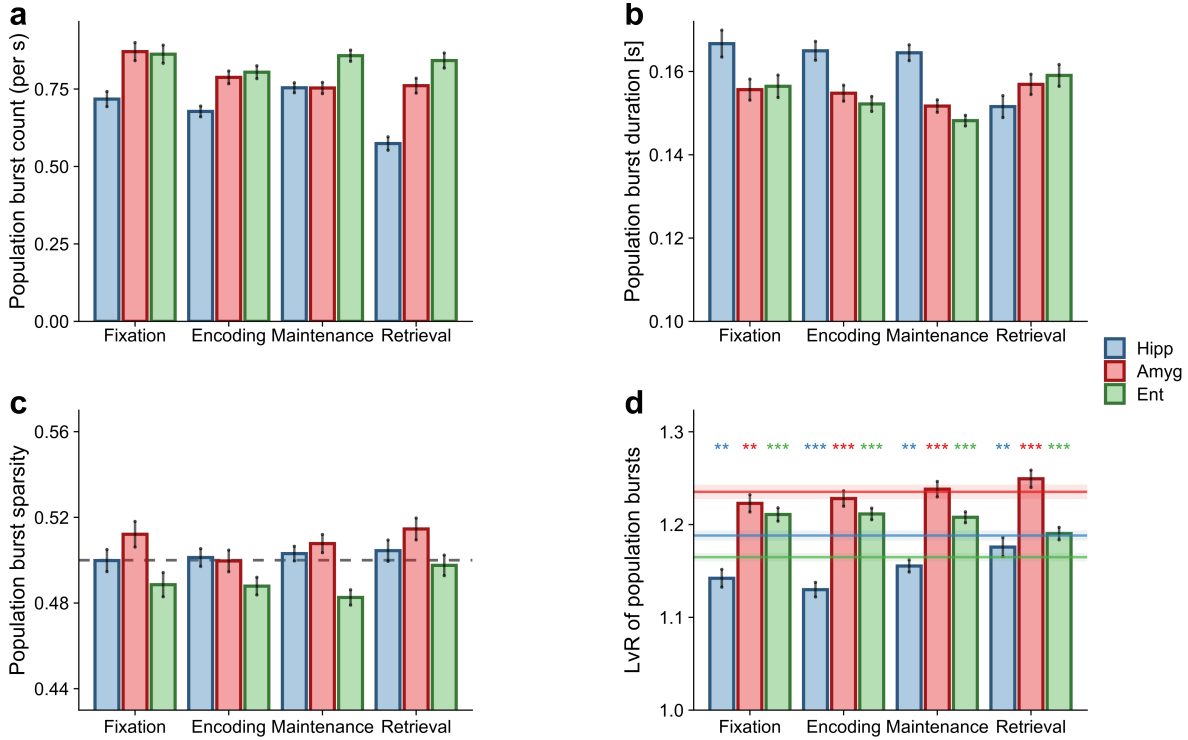 a
Population burst count (per s)
0.75
0.50
0.25
0.00
Fixation Encoding Maintenance Retrieval
b
Population burst duration [s]
0.16
0.14
0.12
0.10
Fixation Encoding Maintenance Retrieval
Hipp
Amyg
Ent
c
Population burst sparsity
0.56
0.52
0.48
0.44
Fixation Encoding Maintenance Retrieval
d
LvR of population bursts
1.3
1.2
1.1
1.0
** ** *** *** *** *** ** *** *** ** *** ***
Fixation Encoding Maintenance Retrieval